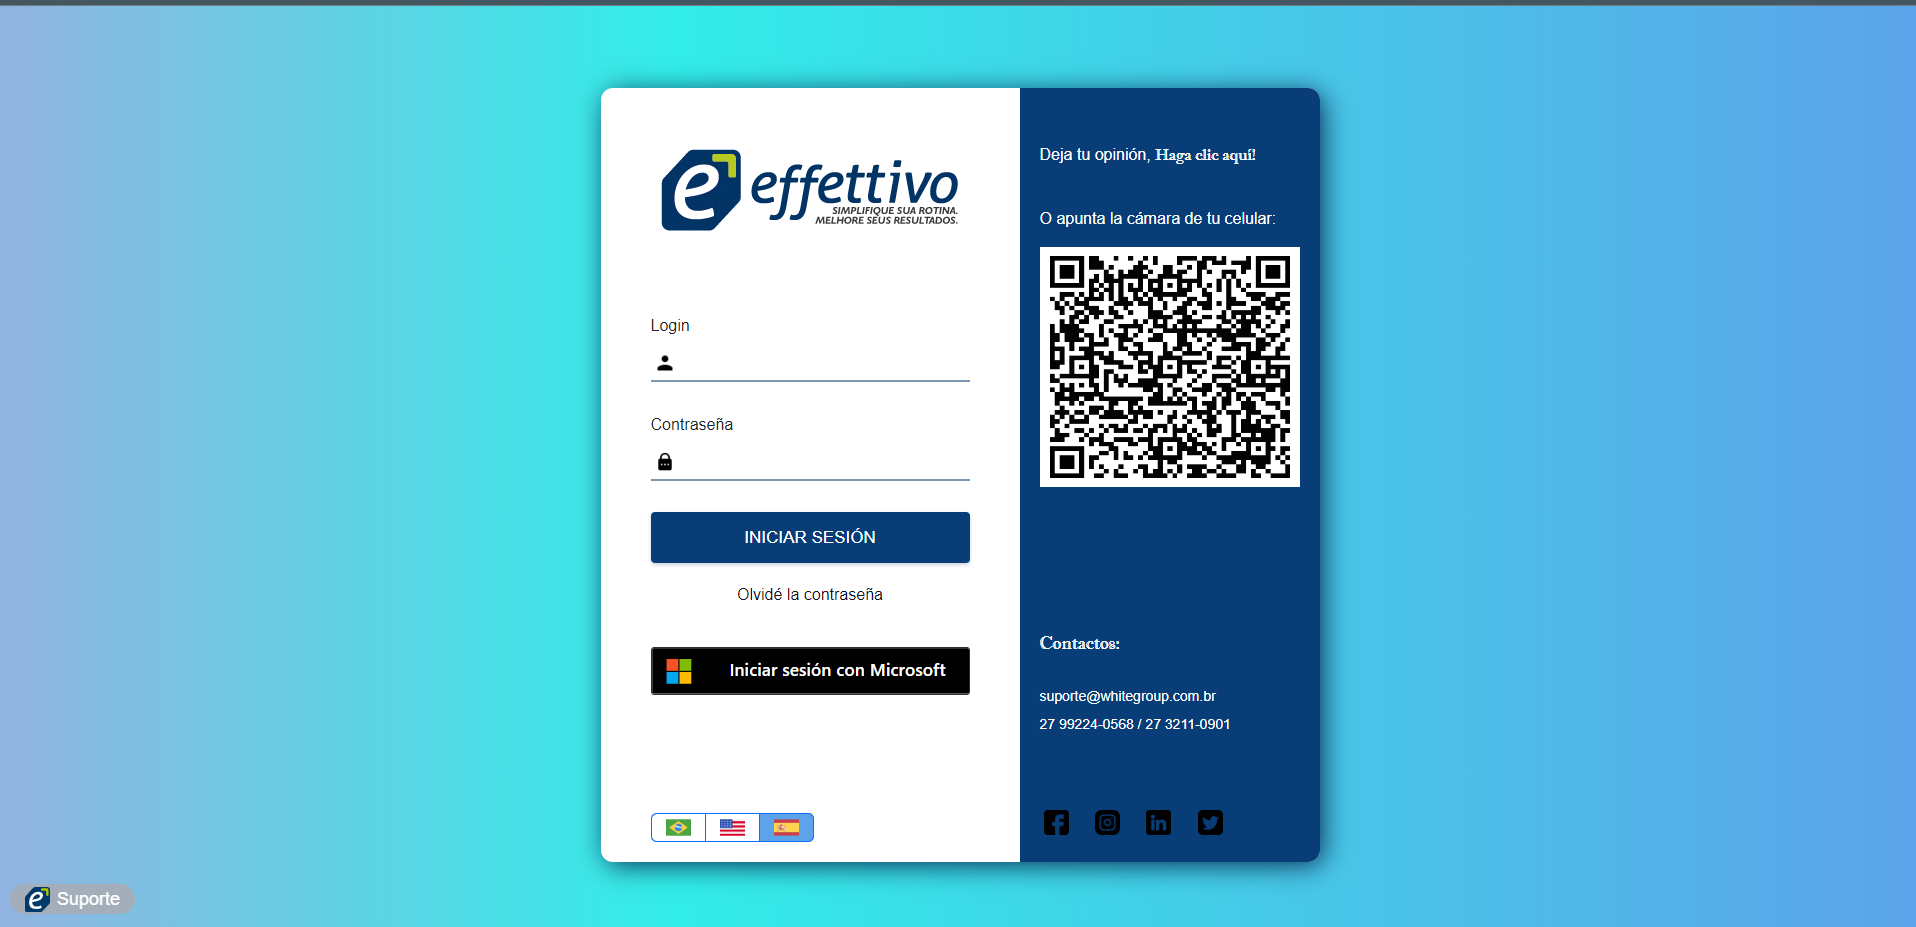 effettivo
SIMPLIFIQUE SUA ROTINA.
MELHORE SEUS RESULTADOS.
Login
Contraseña
INICIAR SESIÓN
Olvidé la contraseña
Iniciar sesión con Microsoft
Deja tu opinión, Haga clic aquí!
O apunta la cámara de tu celular:
Contactos:
suporte@whitegroup.com.br
27 99224-0568 / 27 3211-0901
Suporte